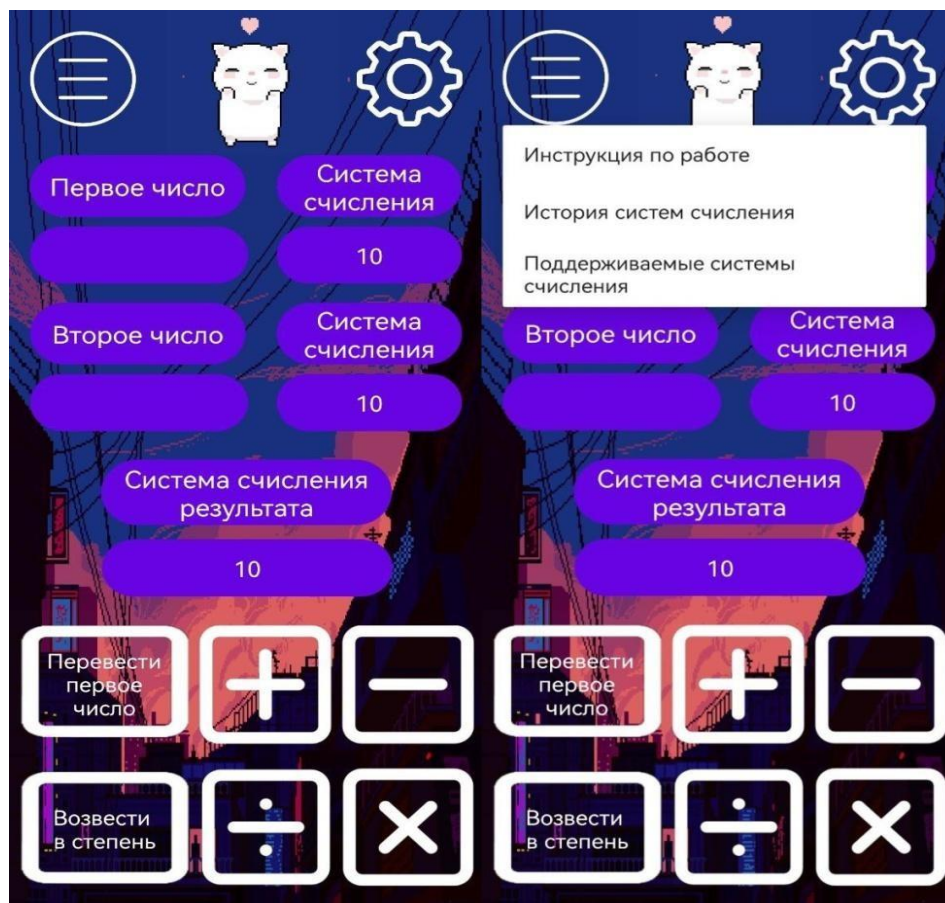 Первое число
Система
счисления
10
Второе число
Система
счисления
10
Система счисления
результата
10
Перевести
первое
число
Возвести
в степень
Инструкция по работе
История систем счисления
Поддерживаемые системы
счисления
Второе число
Система
счисления
10
Система счисления
результата
10
Перевести
первое
число
Возвести
в степень